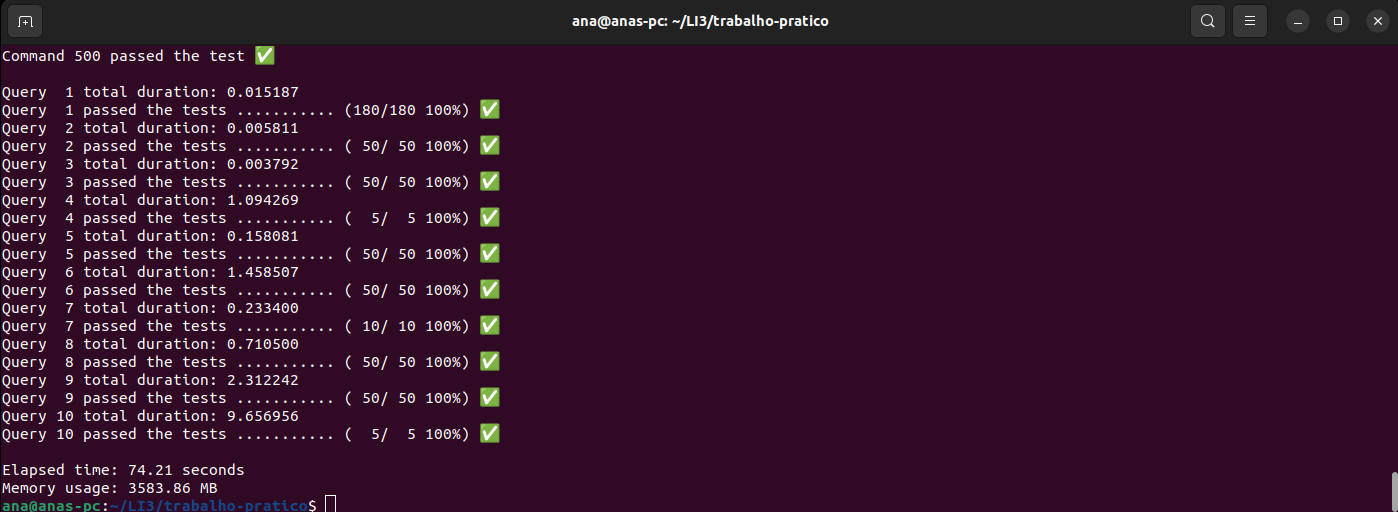 ana@anas-pc: ~/LI3/trabalho-pratico
Command 500 passed the test ✅
Query  1 total duration: 0.015187
Query  1 passed the tests ........... (180/180 100%) ✅
Query  2 total duration: 0.005811
Query  2 passed the tests ........... ( 50/ 50 100%) ✅
Query  3 total duration: 0.003792
Query  3 passed the tests ........... ( 50/ 50 100%) ✅
Query  4 total duration: 1.094269
Query  4 passed the tests ........... (  5/  5 100%) ✅
Query  5 total duration: 0.158081
Query  5 passed the tests ........... ( 50/ 50 100%) ✅
Query  6 total duration: 1.458507
Query  6 passed the tests ........... ( 50/ 50 100%) ✅
Query  7 total duration: 0.233400
Query  7 passed the tests ........... ( 10/ 10 100%) ✅
Query  8 total duration: 0.710500
Query  8 passed the tests ........... ( 50/ 50 100%) ✅
Query  9 total duration: 2.312242
Query  9 passed the tests ........... ( 50/ 50 100%) ✅
Query 10 total duration: 9.656956
Query 10 passed the tests ........... (  5/  5 100%) ✅
Elapsed time: 74.21 seconds
Memory usage: 3583.86 MB
ana@anas-pc:~/LI3/trabalho-pratico$